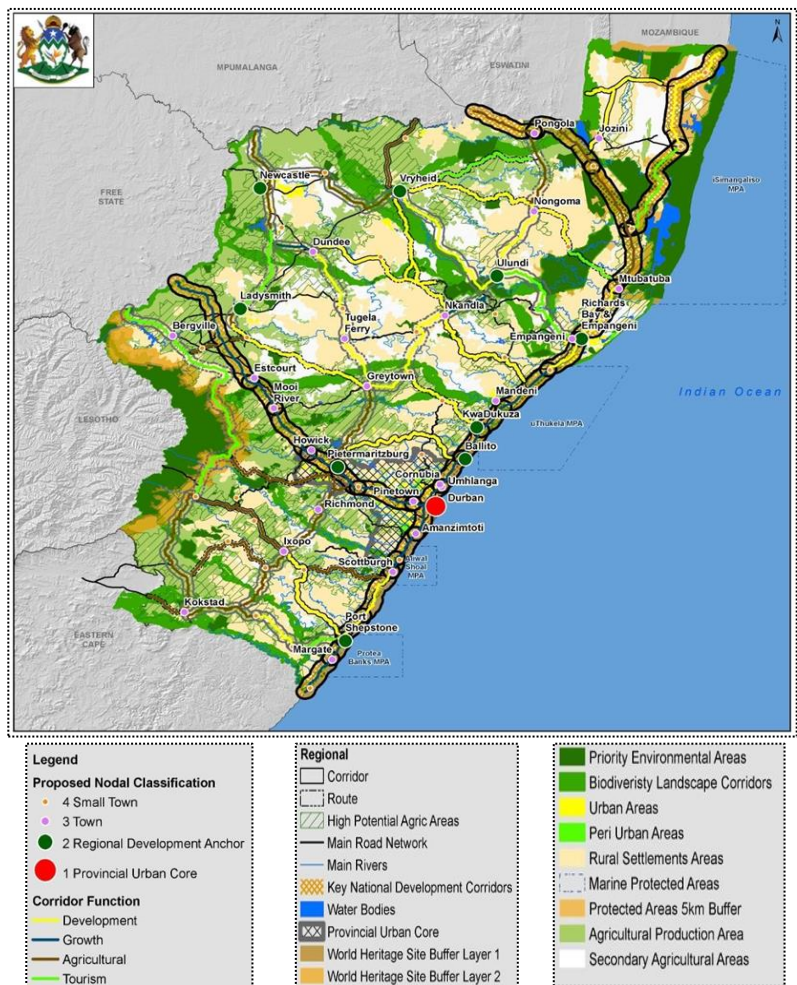 MOZAMBIQUE
N
MPUMALANGA
ESWATINI
Pongola
Jozini
iSimangaliso
MPA
Newcastle
Vryheid
FREE
STATE
Nongoma
Dundee
Ulundi
Mtubatuba
Ladysmith
Nkandla
Richards
Bay &
Empangeni
Bergville
Tugela
Ferry
Empangeni
Estcourt
Greytown
Mooi
River
Mandeni
Indian Ocean
LESOTHO
KwaDukuza
uThukela MPA
Howick
Ballito
Pietermaritzburg
Cornubia
Umhlanga
Pinetown
Durban
Richmond
Amanzimtoti
Ixopo
Scottburgh
Aliwal
Shoal
MPA
Kokstad
Port
Shepstone
EASTERN
CAPE
Margate
Protea
Banks MPA
Legend
Proposed Nodal Classification
4 Small Town
3 Town
2 Regional Development Anchor
1 Provincial Urban Core
Corridor Function
Development
Growth
Agricultural
Tourism
Regional
Corridor
Route
High Potential Agric Areas
Main Road Network
Main Rivers
Key National Development Corridors
Water Bodies
Provincial Urban Core
World Heritage Site Buffer Layer 1
World Heritage Site Buffer Layer 2
Priority Environmental Areas
Biodiveristy Landscape Corridors
Urban Areas
Peri Urban Areas
Rural Settlements Areas
Marine Protected Areas
Protected Areas 5km Buffer
Agricultural Production Area
Secondary Agricultural Areas